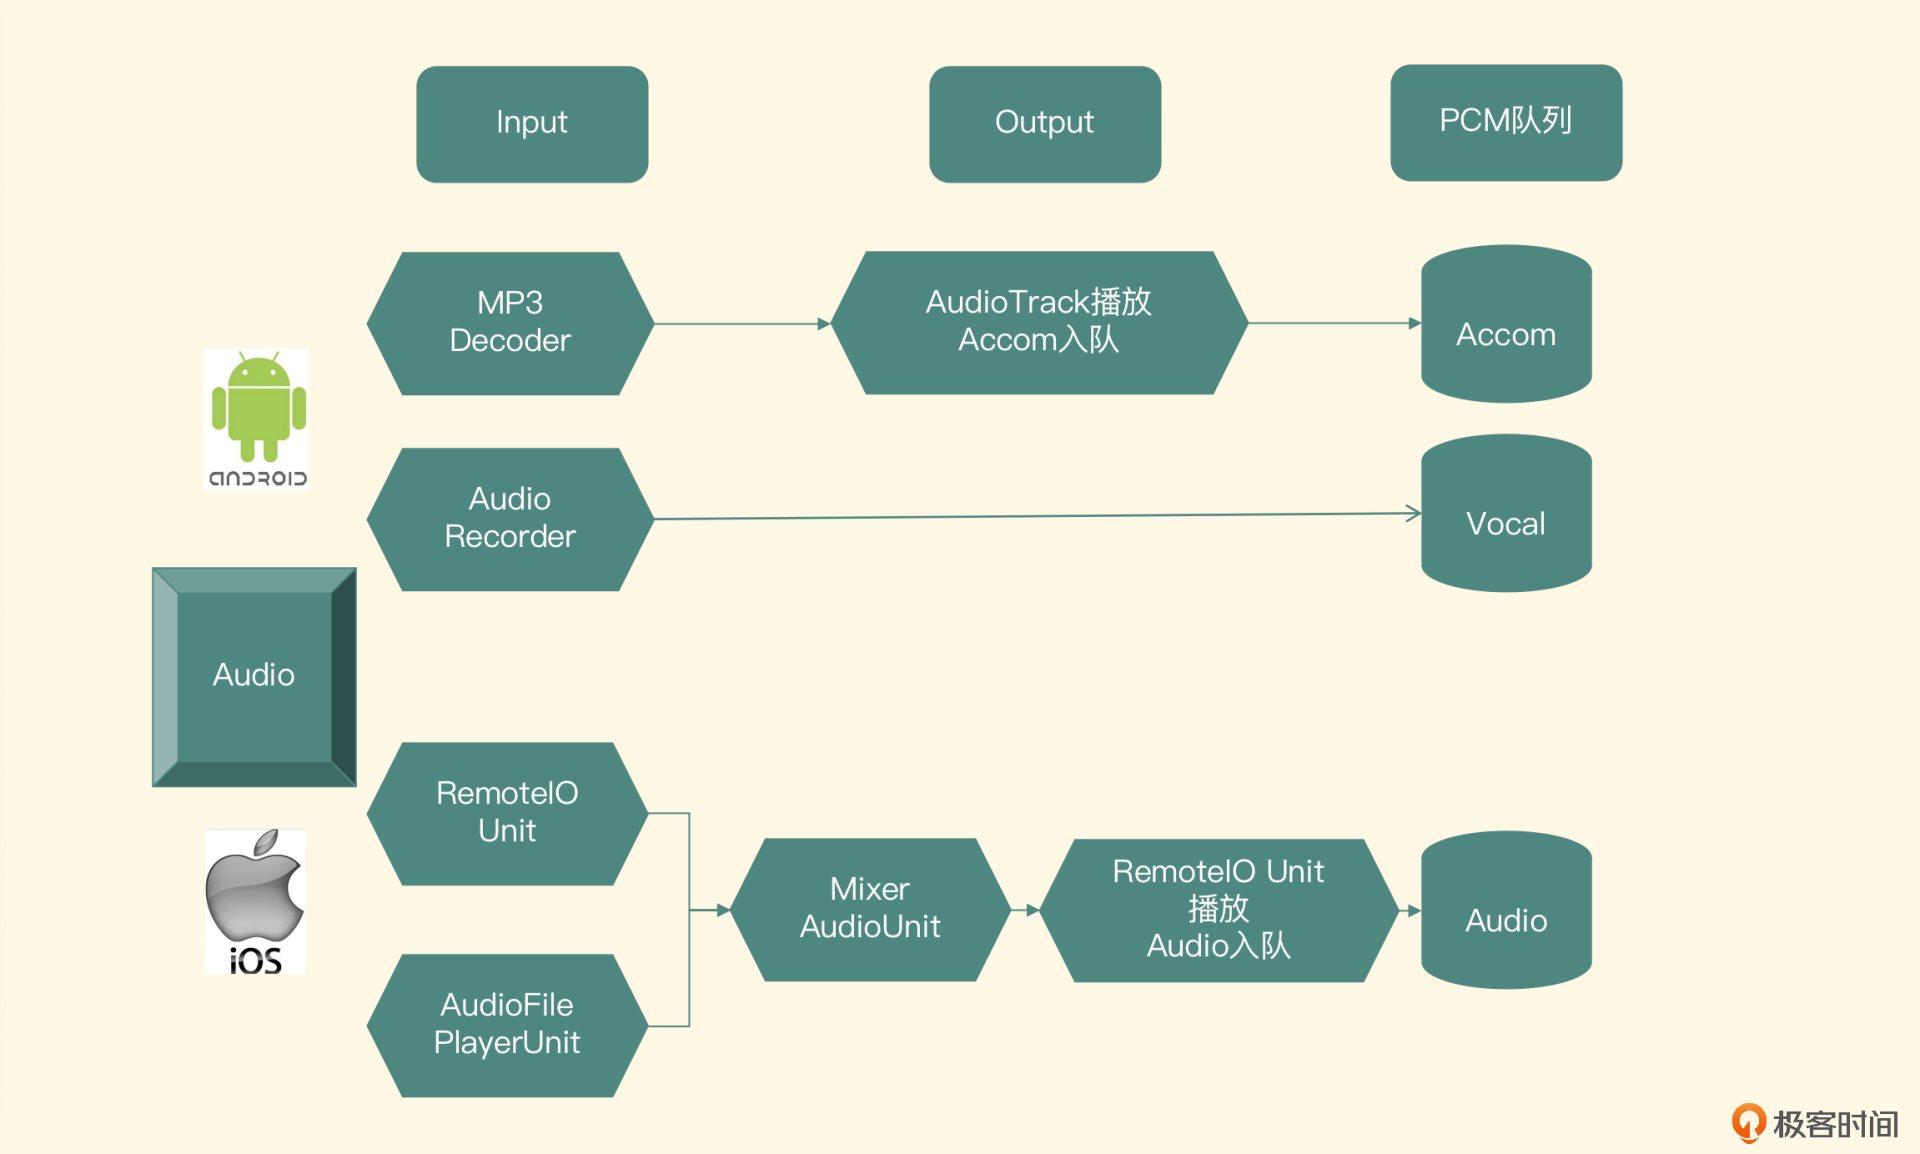 Input
Output
PCM队列
MP3
Decoder
AudioTrack播放
Accom入队
Accom
ANDROID
Audio
Recorder
Vocal
Audio
RemoteIO
Unit
Mixer
AudioUnit
RemoteIO Unit
播放
Audio入队
Audio
iOS
AudioFile
PlayerUnit
极客时间